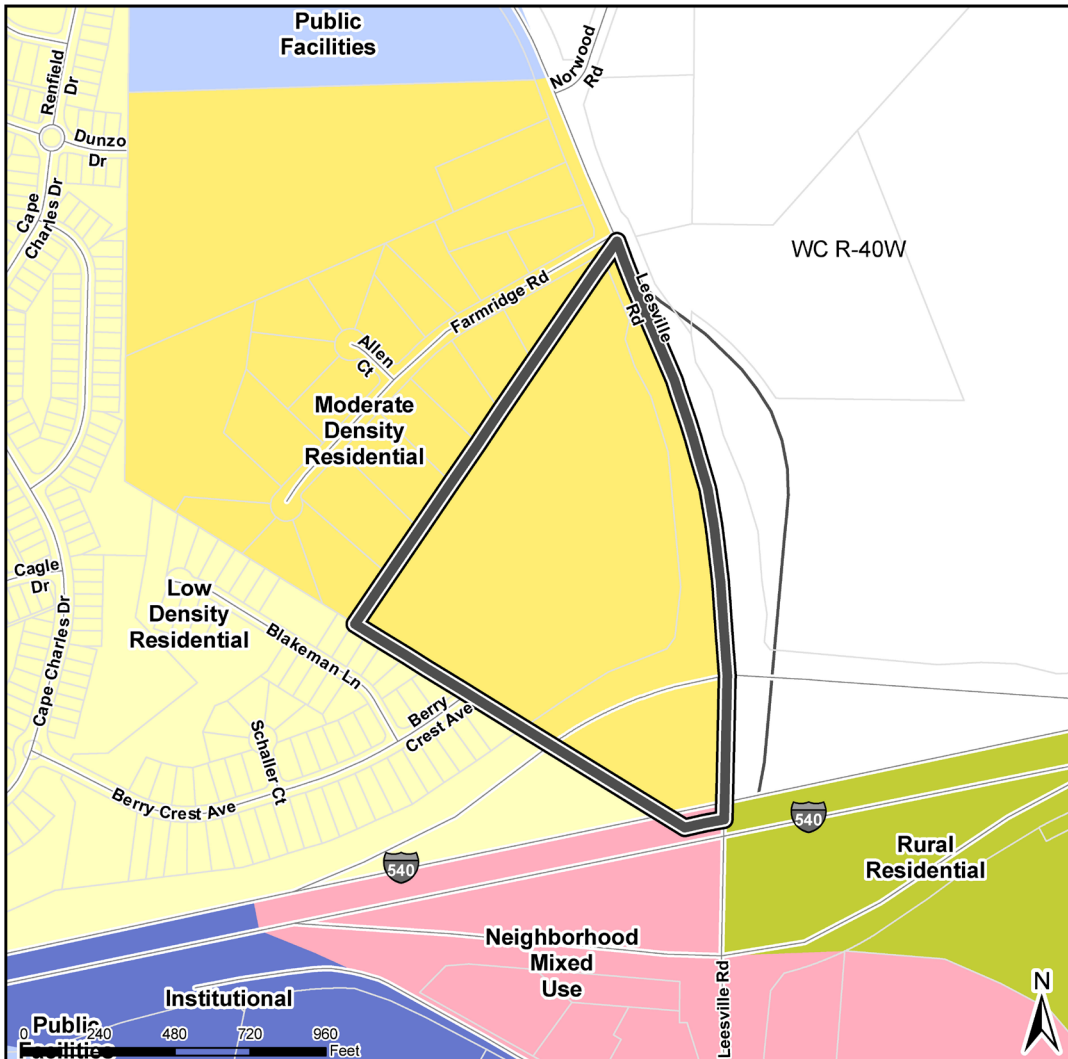 Public
Facilities
Norwood
Rd
Renfield
Dr
Dunzo
Dr
Cape
Charles Dr
WC R-40W
Leesville
Rd
Farmridge Rd
Allen
Ct
Moderate
Density
Residential
Cagle
Dr
Low
Density
Residential
Blakeman Ln
Cape Charles Dr
Berry
Crest Ave
Schaller Ct
Berry Crest Ave
540
540
Rural
Residential
Neighborhood
Mixed
Use
Leesville Rd
Institutional
N
Public
Facilities
0 240 480 720 960
Feet